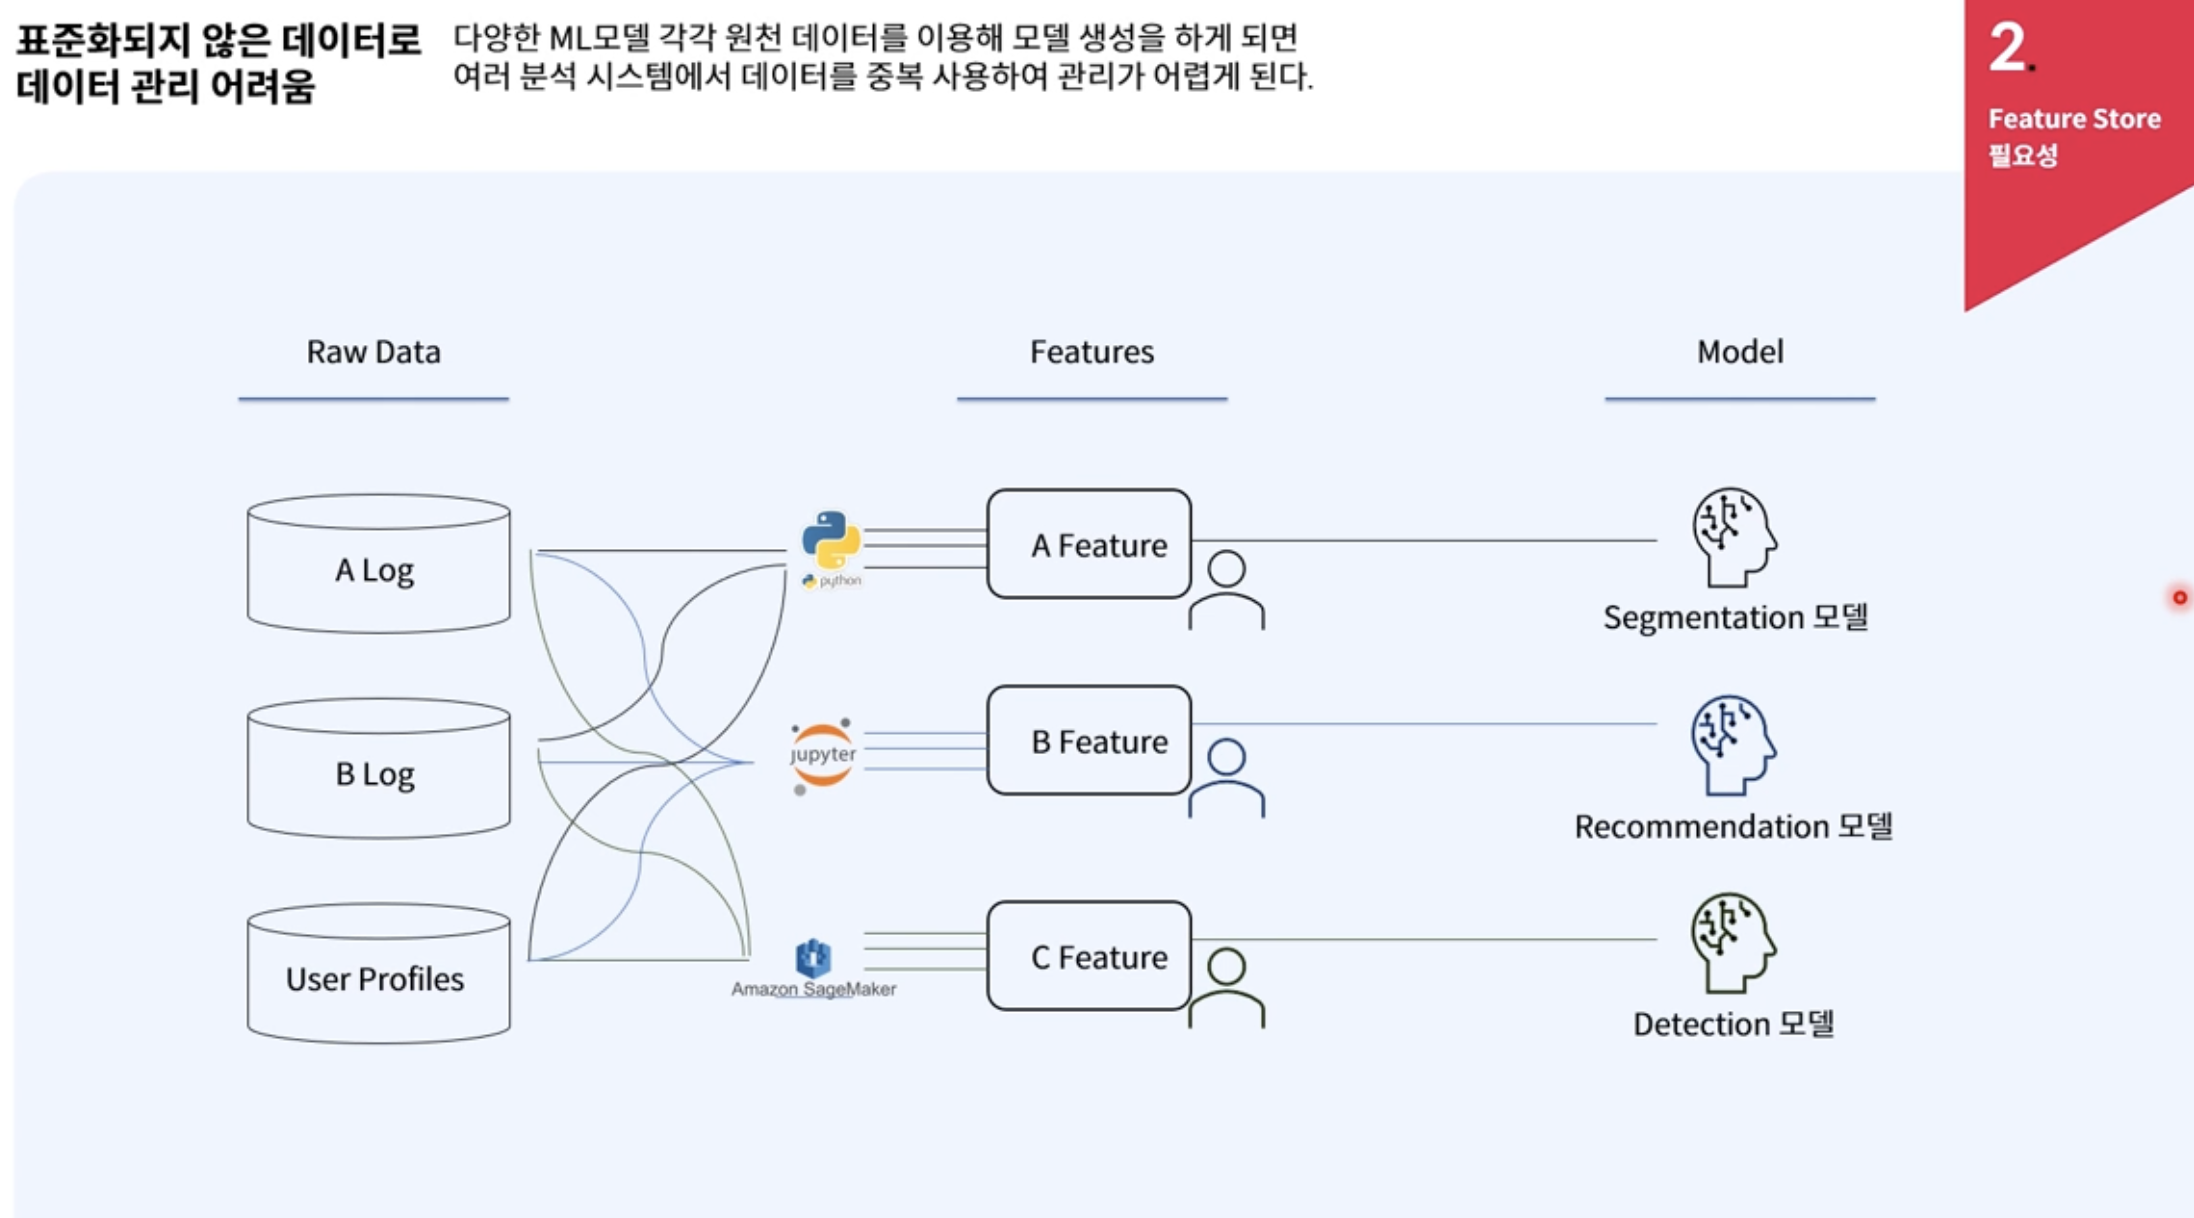 표준화되지 않은 데이터로
데이터 관리 어려움
다양한 ML모델 각각 원천 데이터를 이용해 모델 생성을 하게 되면
여러 분석 시스템에서 데이터를 중복 사용하여 관리가 어렵게 된다.
2.
Feature Store
필요성
Raw Data
Features
Model
A Log
python
A Feature
Segmentation 모델
B Log
jupyter
B Feature
Recommendation 모델
User Profiles
Amazon SageMaker
C Feature
Detection 모델